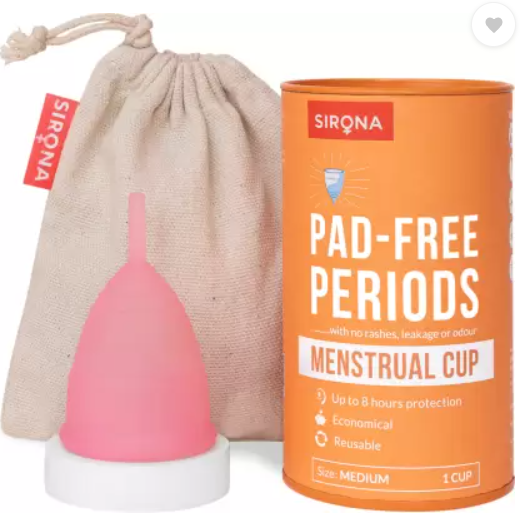 SIRONA
SIRONA
PAD-FREE
PERIODS
......with no rashes, leakage or odour
MENSTRUAL CUP
Up to 8 hours protection
Economical
Reusable
Size: MEDIUM 1 CUP